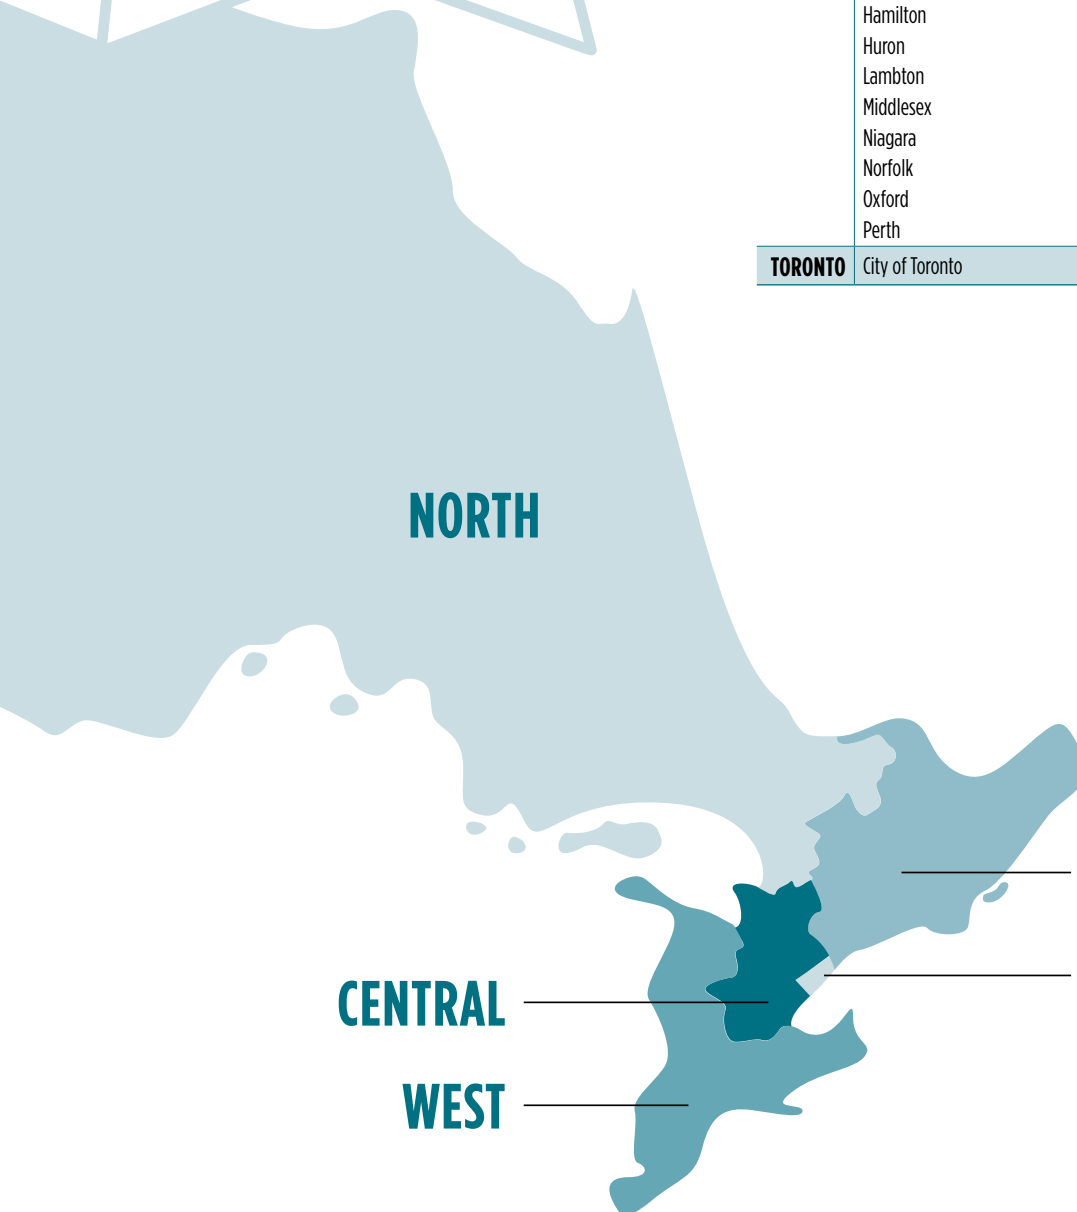 Hamilton
Huron
Lambton
Middlesex
Niagara
Norfolk
Oxford
Perth
TORONTO City of Toronto
NORTH
CENTRAL
WEST